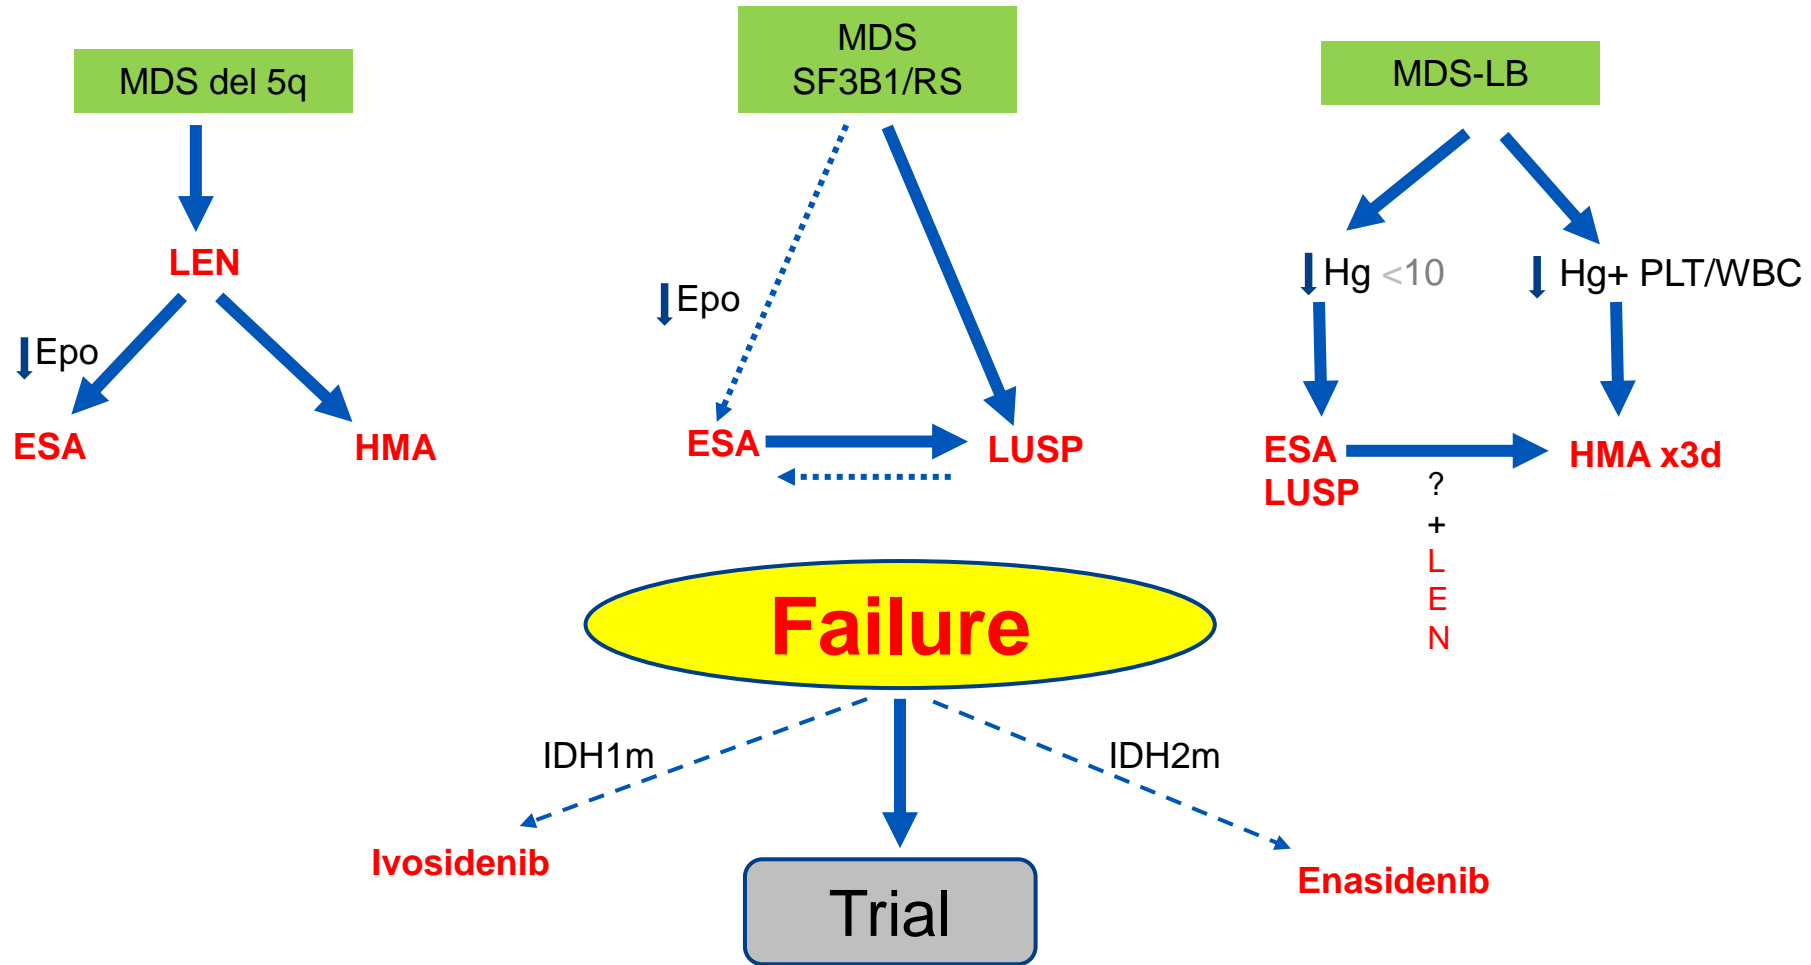 MDS del 5q
MDS
SF3B1/RS
MDS-LB
LEN
Epo
ESA
HMA
Epo
ESA
LUSP
Hg <10
Hg+ PLT/WBC
ESA
LUSP
HMA x3d
?
+
L
E
N
Failure
IDH1m
IDH2m
Ivosidenib
Trial
Enasidenib